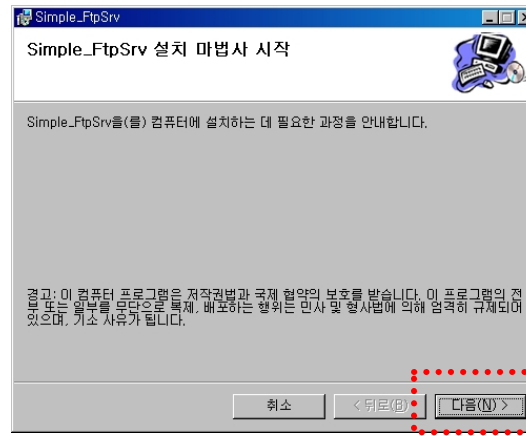 Simple_FtpSrv
Simple_FtpSrv 설치 마법사 시작
Simple_FtpSrv을(를) 컴퓨터에 설치하는 데 필요한 과정을 안내합니다.
경고: 이 컴퓨터 프로그램은 저작권법과 국제 협약의 보호를 받습니다. 이 프로그램의 전
부 또는 일부를 무단으로 복제, 배포하는 행위는 민사 및 형사법에 의해 엄격히 규제되어
있으며, 기소 사유가 됩니다.
취소
< 뒤로(B)
다음(N) >